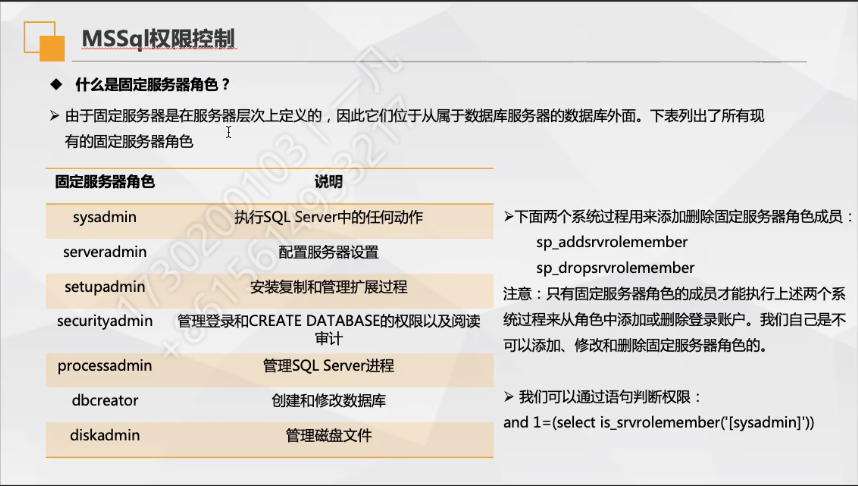 MSSql权限控制
◆ 什么是固定服务器角色？
➢ 由于固定服务器是在服务器层次上定义的，因此它们位于从属于数据库服务器的数据库外面。下表列出了所有现
有的固定服务器角色
固定服务器角色 说明
sysadmin 执行SQL Server中的任何动作
serveradmin 配置服务器设置
setupadmin 安装复制和管理扩展过程
securityadmin 管理登录和CREATE DATABASE的权限以及阅读
审计
processadmin 管理SQL Server进程
dbcreator 创建和修改数据库
diskadmin 管理磁盘文件
➢下面两个系统过程用来添加删除固定服务器角色成员：
sp_addsrvrolemember
sp_dropsrvrolemember
注意：只有固定服务器角色的成员才能执行上述两个系
统过程来从角色中添加或删除登录账户。我们自己是不
可以添加、修改和删除固定服务器角色的。
➢ 我们可以通过语句判断权限：
and 1=(select is_srvrolemember('[sysadmin]'))